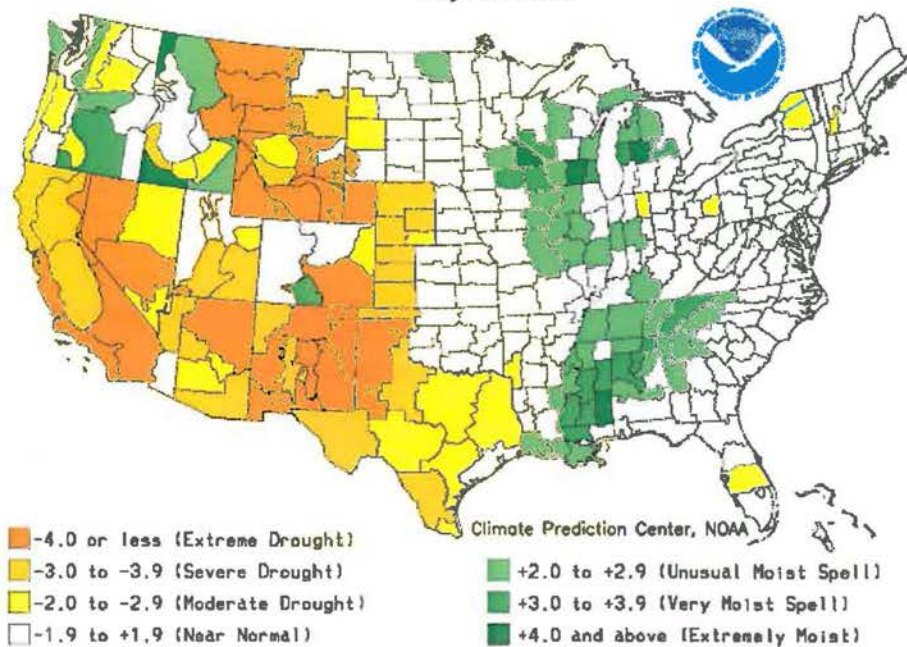 Climate Prediction Center, NOAA
-4.0 or less (Extreme Drought)
-3.0 to -3.9 (Severe Drought)
-2.0 to -2.9 (Moderate Drought)
-1.9 to +1.9 (Near Normal)
+2.0 to +2.9 (Unusual Moist Spell)
+3.0 to +3.9 (Very Moist Spell)
+4.0 and above (Extremely Moist)